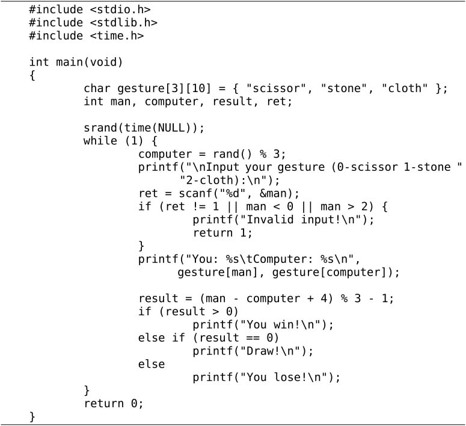 #include <stdio.h>
#include <stdlib.h>
#include <time.h>

int main(void)
{
        char gesture[3][10] = { "scissor", "stone", "cloth" };
        int man, computer, result, ret;

        srand(time(NULL));
        while (1) {
                computer = rand() % 3;
                printf("\nInput your gesture (0-scissor 1-stone "
                       "2-cloth):\n");
                ret = scanf("%d", &man);
                if (ret != 1 || man < 0 || man > 2) {
                        printf("Invalid input!\n");
                        return 1;
                }
                printf("You: %s\tComputer: %s\n",
                       gesture[man], gesture[computer]);

                result = (man - computer + 4) % 3 - 1;
                if (result > 0)
                        printf("You win!\n");
                else if (result == 0)
                        printf("Draw!\n");
                else
                        printf("You lose!\n");
        }
        return 0;
}